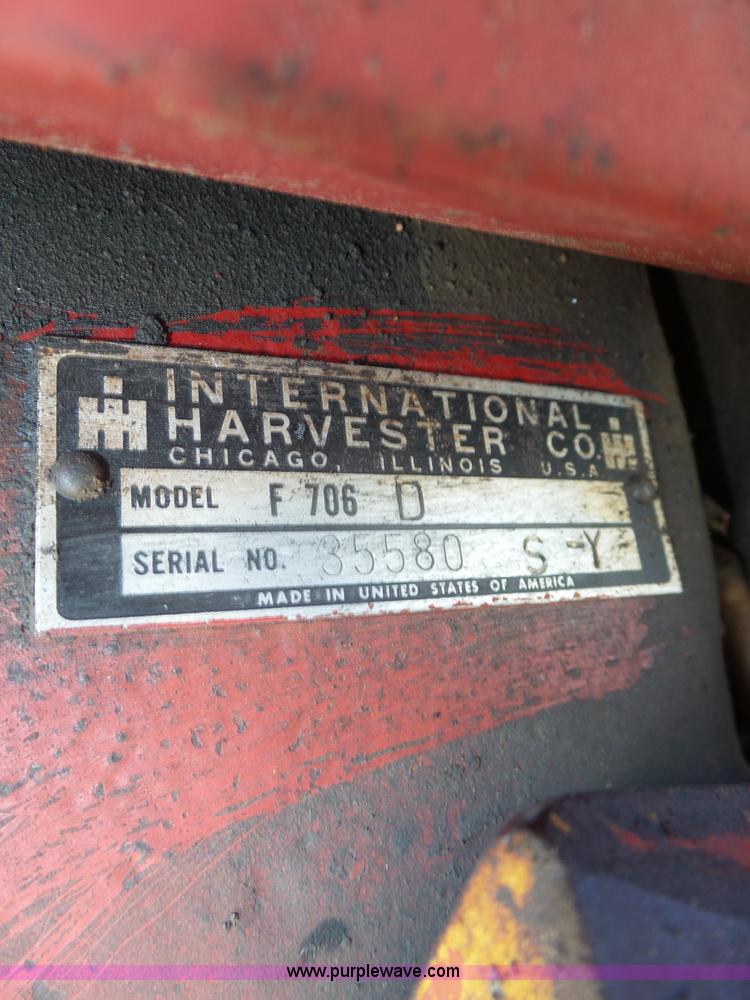 INTERNATIONAL
HARVESTER CO.
CHICAGO, ILLINOIS U.S.A
MODEL F 706 D
SERIAL NO. 35580 S-Y
MADE IN UNITED STATES OF AMERICA
www.purplewave.com